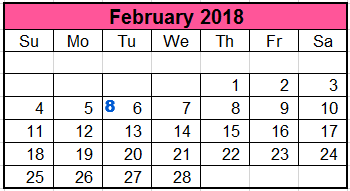 February 2018
Su Mo Tu We Th Fr Sa
1 2 3
4 5 8 6 7 8 9 10
11 12 13 14 15 16 17
18 19 20 21 22 23 24
25 26 27 28